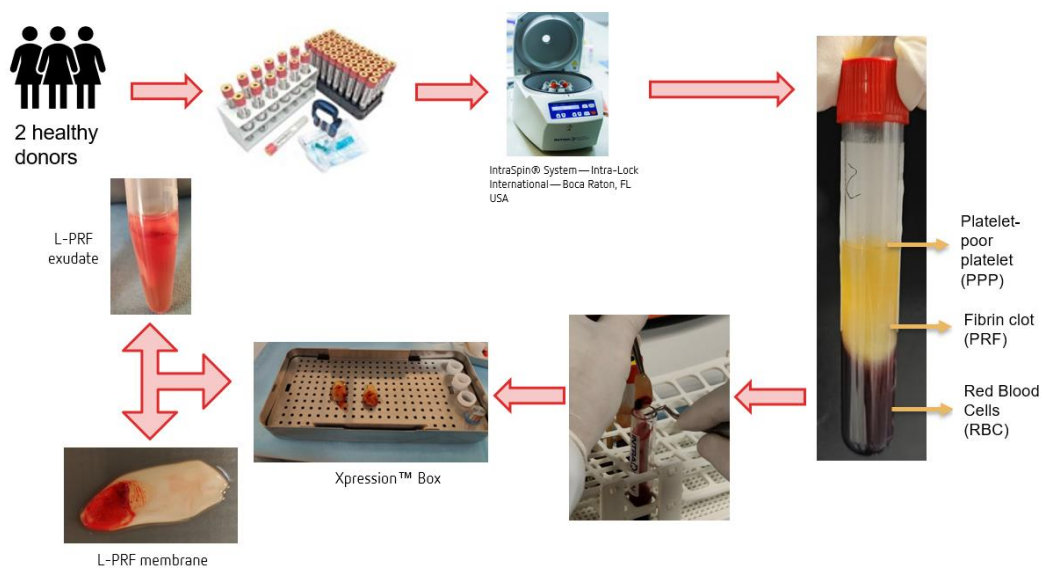 2 healthy
donors
IntraSpin® System — Intra-Lock
International — Boca Raton, FL
USA
L-PRF
exudate
Platelet-
poor
platelet
(PPP)
Fibrin clot
(PRF)
Red Blood
Cells
(RBC)
INTRA
Xpression™ Box
L-PRF membrane